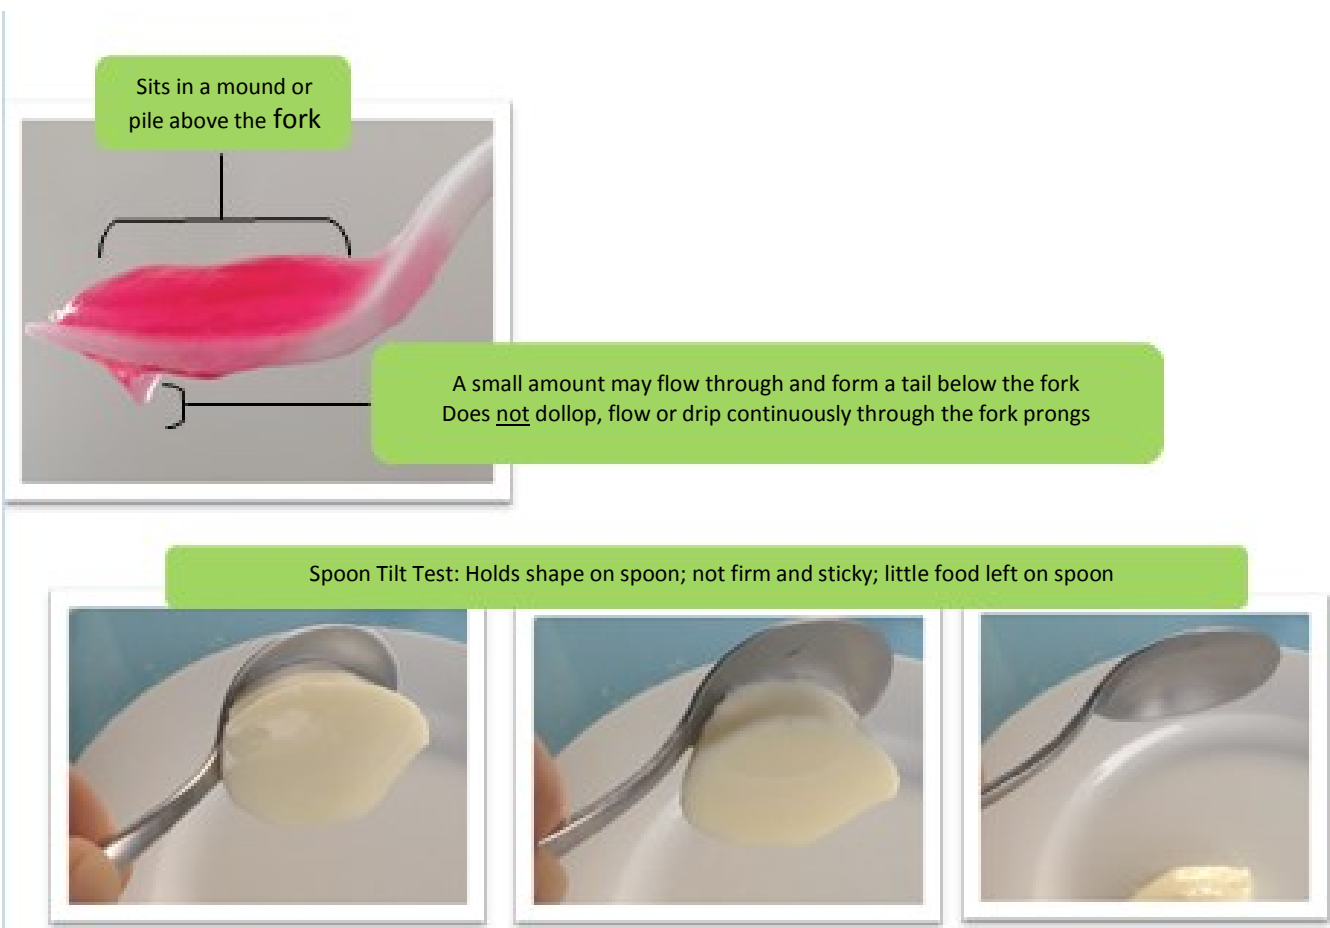 Sits in a mound or
pile above the fork
A small amount may flow through and form a tail below the fork
Does not dollop, flow or drip continuously through the fork prongs
Spoon Tilt Test: Holds shape on spoon; not firm and sticky; little food left on spoon